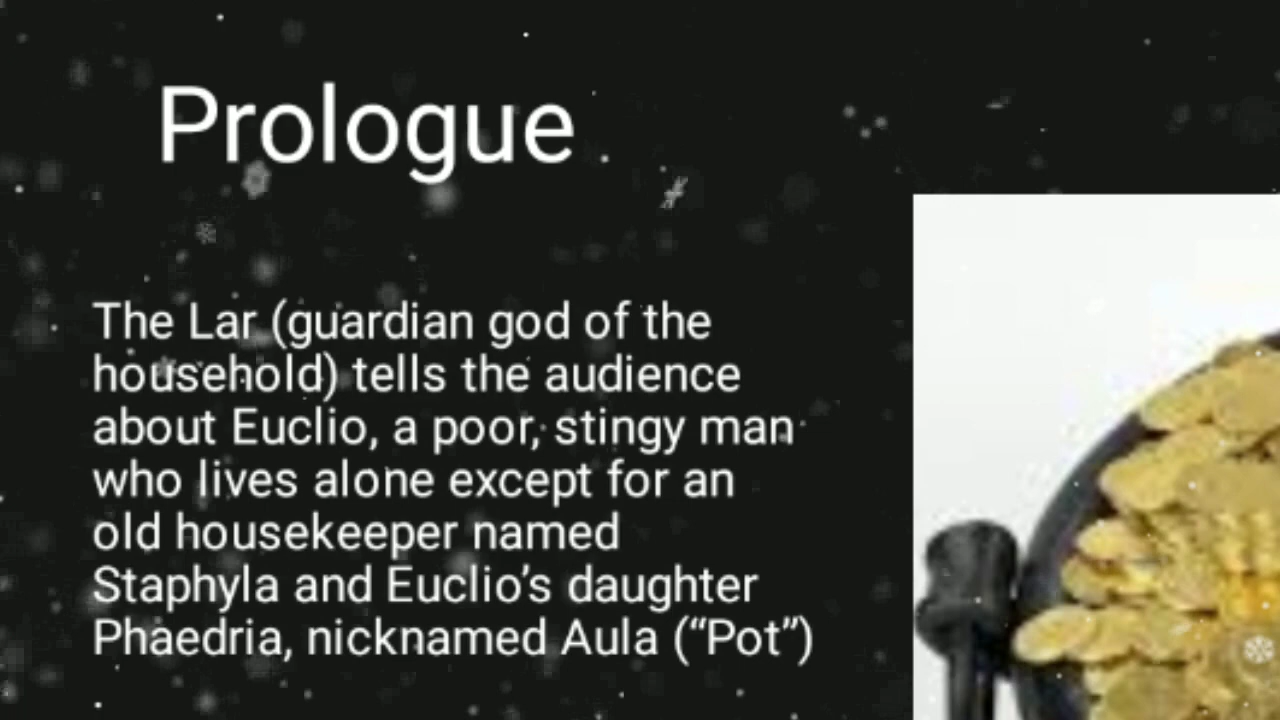 Prologue
The Lar (guardian god of the
household) tells the audience
about Euclio, a poor, stingy man
who lives alone except for an
old housekeeper named
Staphyla and Euclio’s daughter
Phaedria, nicknamed Aula (“Pot”)